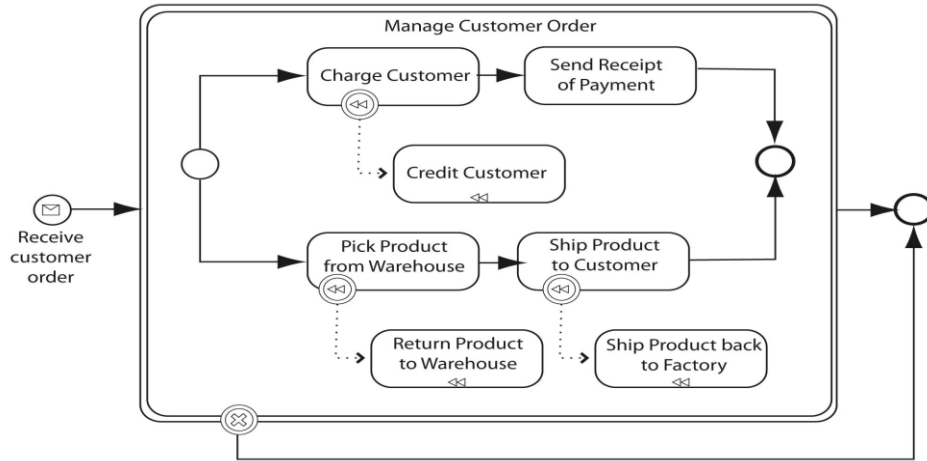 Manage Customer Order
Charge Customer
Send Receipt
of Payment
Credit Customer
Receive
customer
order
Pick Product
from Warehouse
Ship Product
to Customer
Return Product
to Warehouse
Ship Product back
to Factory